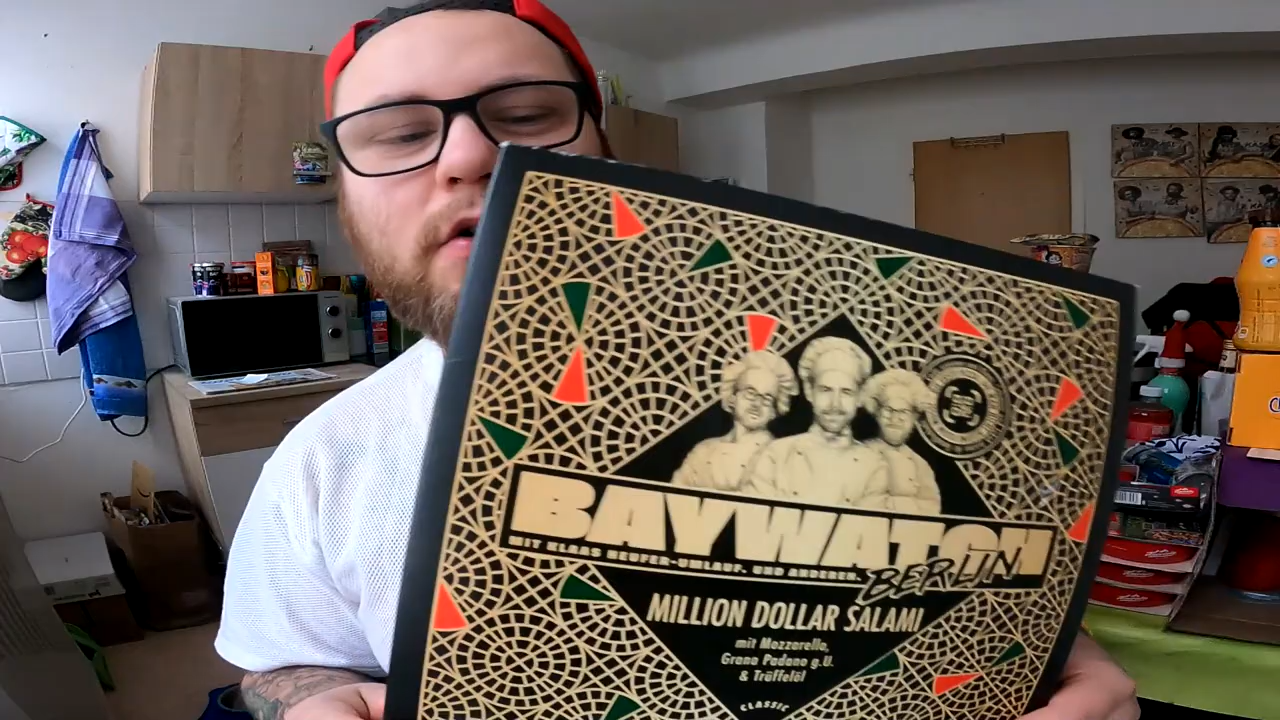 BAYWATCH
MIT KLAAS HEUFER-UMLAUF. UND ANDEREN.
BERLIN
MILLION DOLLAR SALAMI
mit Mozzarella,
Grana Padano g.U.
& Trüffelöl
CLASSIC